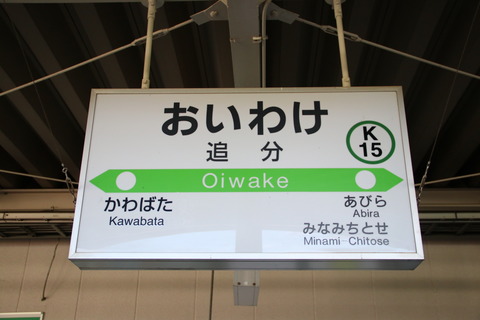 おいわけ
追分
K
15
Oiwake
かわばた
Kawabata
あびら
Abira
みなみちとせ
Minami-Chitose